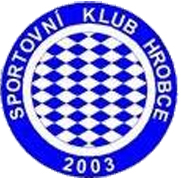 SPORTOVNÍ KLUB HROBCE
2003